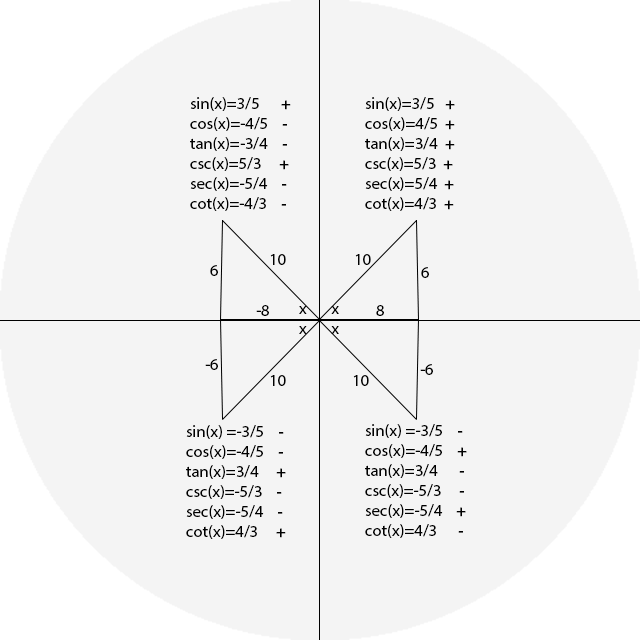 sin(x)=3/5 +
cos(x)=-4/5 -
tan(x)=-3/4 -
csc(x)=5/3 +
sec(x)=-5/4 -
cot(x)=-4/3 -
sin(x)=3/5 +
cos(x)=4/5 +
tan(x)=3/4 +
csc(x)=5/3 +
sec(x)=5/4 +
cot(x)=4/3 +
10
6
-8
x
10
6
8
x
x
-6
10
x
-6
10
sin(x) =-3/5 -
cos(x)=-4/5 -
tan(x)=3/4 +
csc(x)=-5/3 -
sec(x)=-5/4 -
cot(x)=4/3 +
sin(x) =-3/5 -
cos(x)=-4/5 +
tan(x)=3/4 -
csc(x)=-5/3 -
sec(x)=-5/4 +
cot(x)=4/3 -